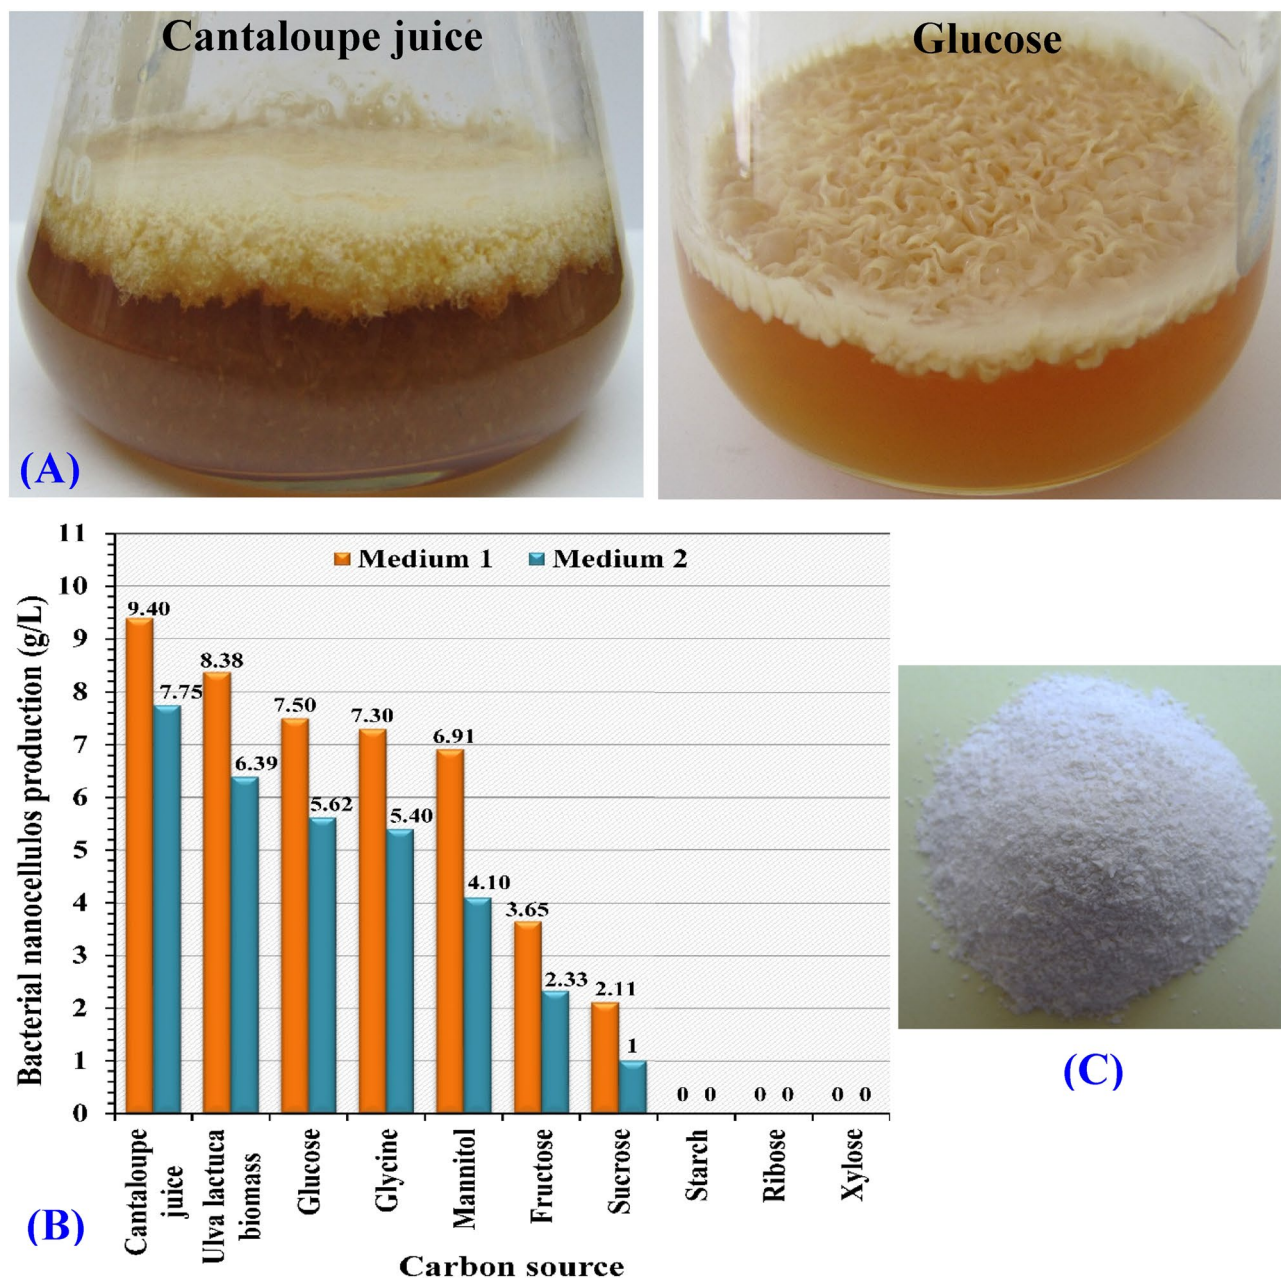 Cantaloupe juice
Glucose
(A)
Medium 1
Medium 2
Bacterial nanocellulos production (g/L)
11
10
9
8
7
6
5
4
3
2
1
0
9.40
7.75
8.38
6.39
7.50
5.62
7.30
5.40
6.91
4.10
3.65
2.33
2.11
1
0
0
0
0
0
0
Cantaloupe
juice
Ulva lactuca
biomass
Glucose
Glycine
Mannitol
Fructose
Sucrose
Starch
Ribose
Xylose
Carbon source
(B)
(C)